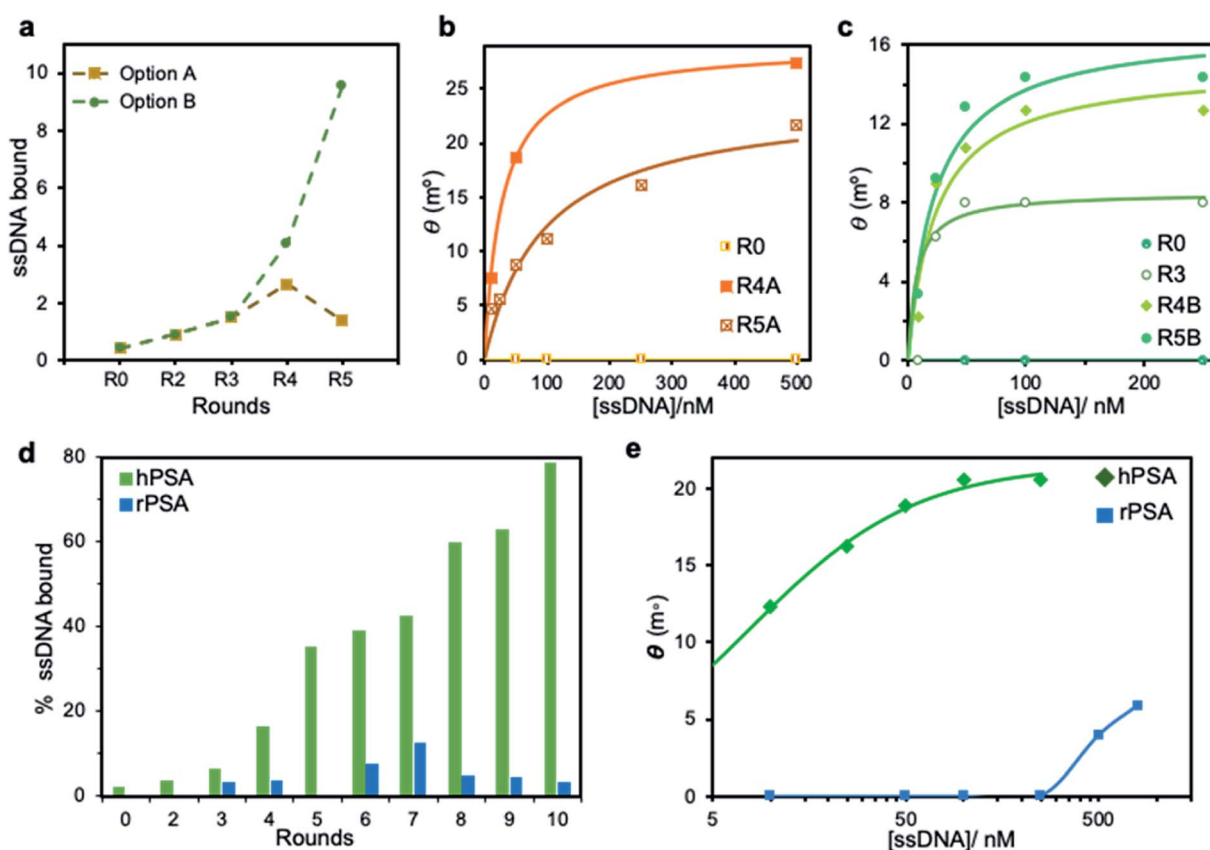 a
10
8
6
4
2
0
ssDNA bound
Option A
Option B
R0 R2 R3 R4 R5
Rounds
b
25
20
15
10
5
0
θ (m°)
R0
R4A
R5A
0 100 200 300 400 500
[ssDNA]/nM
c
16
12
8
4
0
θ (m°)
R0
R3
R4B
R5B
0 100 200
[ssDNA]/ nM
d
80
60
40
20
0
% ssDNA bound
hPSA
rPSA
0 2 3 4 5 6 7 8 9 10
Rounds
e
20
15
10
5
0
θ (m°)
hPSA
rPSA
5 50 500
[ssDNA]/ nM